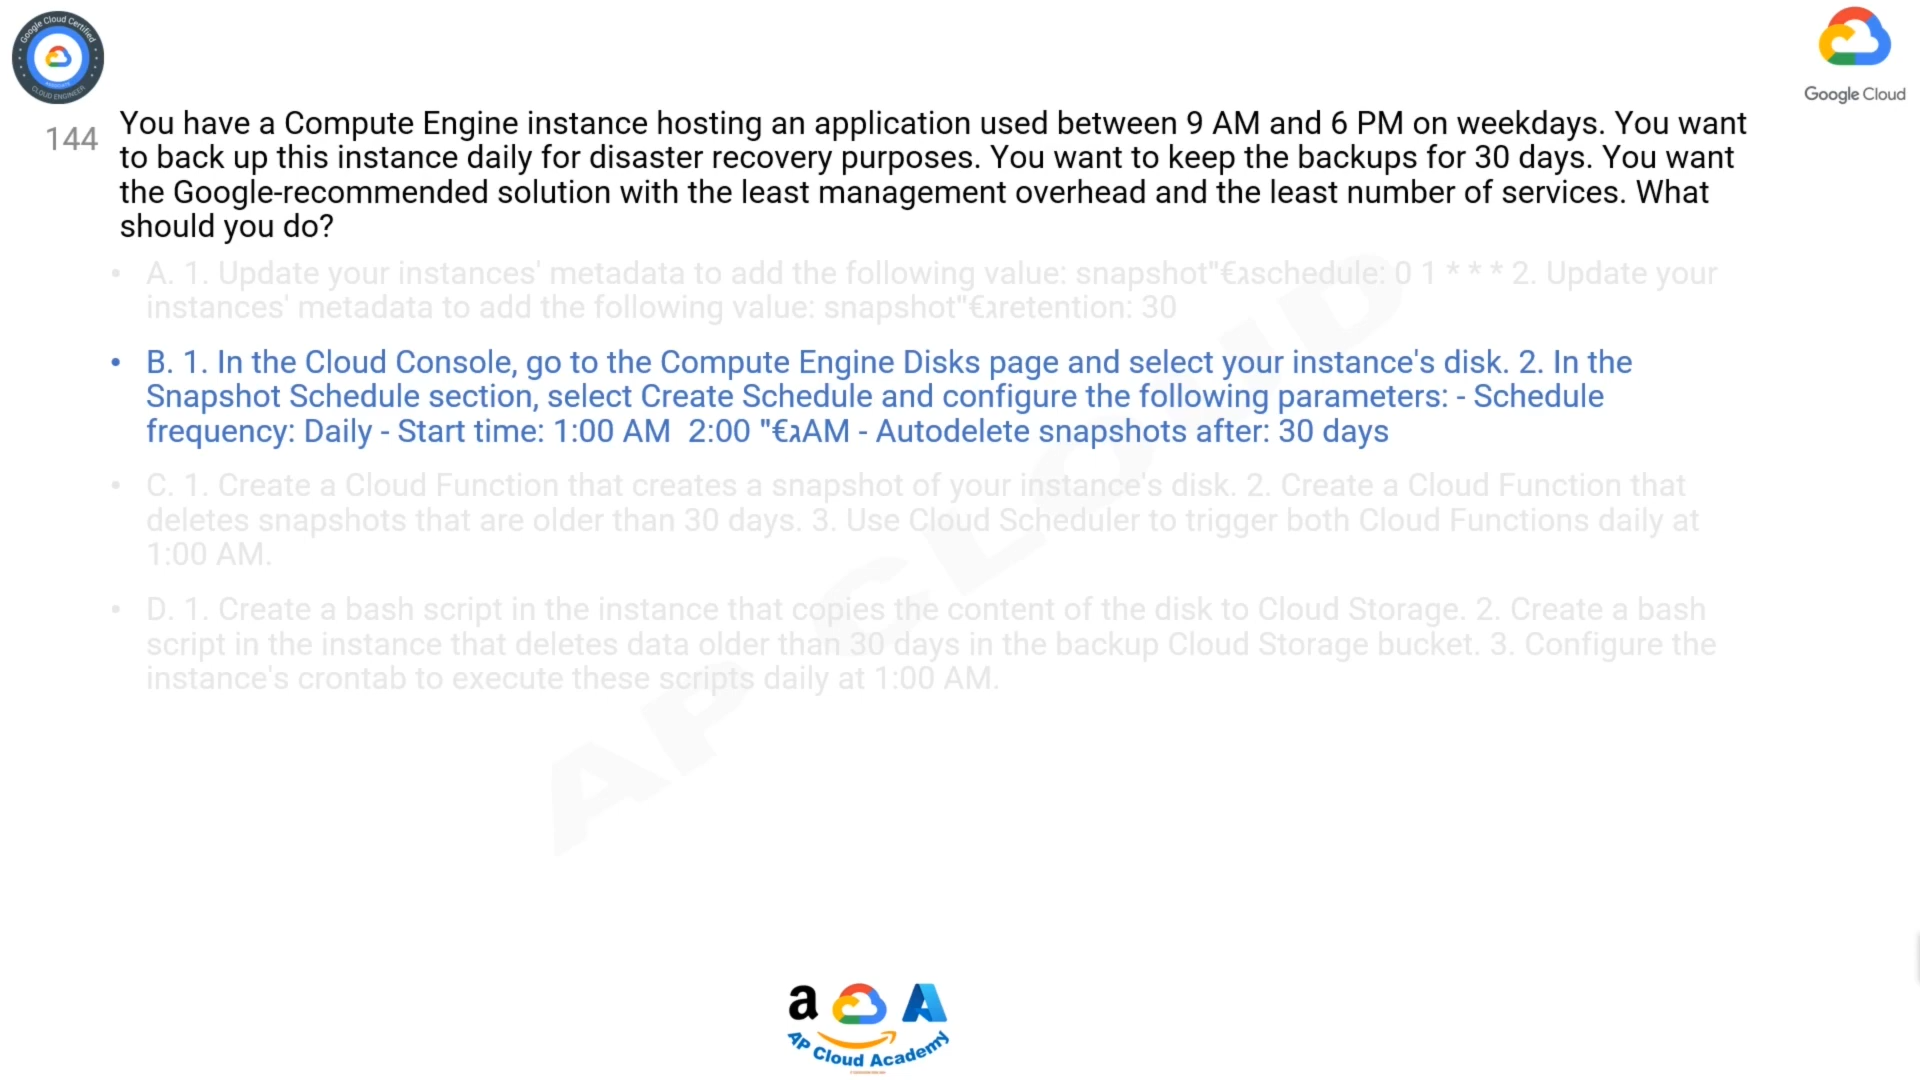 Google Cloud Certified
ASSOCIATE
CLOUD ENGINEER
Google Cloud
144
You have a Compute Engine instance hosting an application used between 9 AM and 6 PM on weekdays. You want
to back up this instance daily for disaster recovery purposes. You want to keep the backups for 30 days. You want
the Google-recommended solution with the least management overhead and the least number of services. What
should you do?
• A. 1. Update your instances' metadata to add the following value: snapshot"€גschedule: 0 1 * * * 2. Update your
instances' metadata to add the following value: snapshot"€גretention: 30
• B. 1. In the Cloud Console, go to the Compute Engine Disks page and select your instance's disk. 2. In the
Snapshot Schedule section, select Create Schedule and configure the following parameters: - Schedule
frequency: Daily - Start time: 1:00 AM 2:00 "€גAM - Autodelete snapshots after: 30 days
• C. 1. Create a Cloud Function that creates a snapshot of your instance's disk. 2. Create a Cloud Function that
deletes snapshots that are older than 30 days. 3. Use Cloud Scheduler to trigger both Cloud Functions daily at
1:00 AM.
• D. 1. Create a bash script in the instance that copies the content of the disk to Cloud Storage. 2. Create a bash
script in the instance that deletes data older than 30 days in the backup Cloud Storage bucket. 3. Configure the
instance's crontab to execute these scripts daily at 1:00 AM.
AP CLOUD
a
AP Cloud Academy